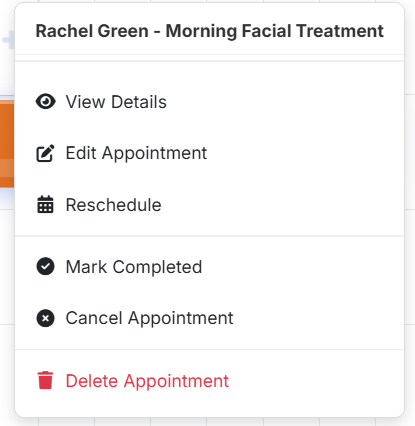 Rachel Green - Morning Facial Treatment
View Details
Edit Appointment
Reschedule
Mark Completed
Cancel Appointment
Delete Appointment